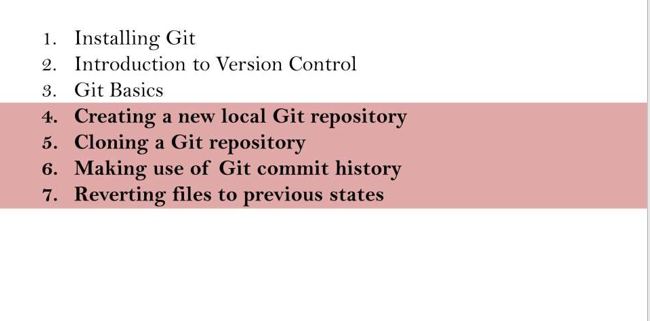 1. Installing Git
2. Introduction to Version Control
3. Git Basics
4. Creating a new local Git repository
5. Cloning a Git repository
6. Making use of Git commit history
7. Reverting files to previous states